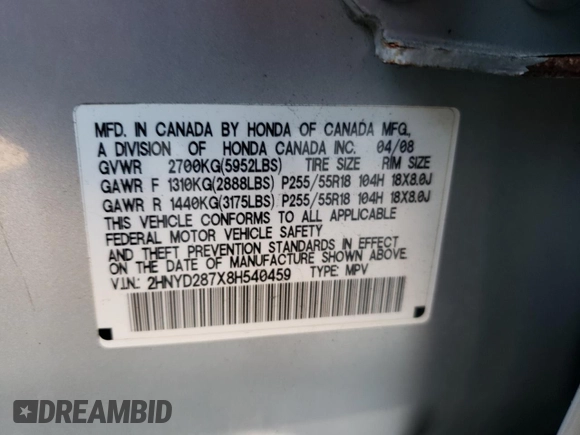 MFD. IN CANADA BY HONDA OF CANADA MFG.,
A DIVISION OF HONDA CANADA INC. 04/08
GVWR 2700KG(5952LBS) TIRE SIZE RIM SIZE
GAWR F 1310KG(2888LBS) P255/55R18 104H 18X8.0J
GAWR R 1440KG(3175LBS) P255/55R18 104H 18X8.0J
THIS VEHICLE CONFORMS TO ALL APPLICABLE
FEDERAL MOTOR VEHICLE SAFETY
AND THEFT PREVENTION STANDARDS IN EFFECT
ON THE DATE OF MANUFACTURE SHOWN ABOVE.
V.I.N.: 2HNYD287X8H540459 TYPE: MPV
DREAMBID